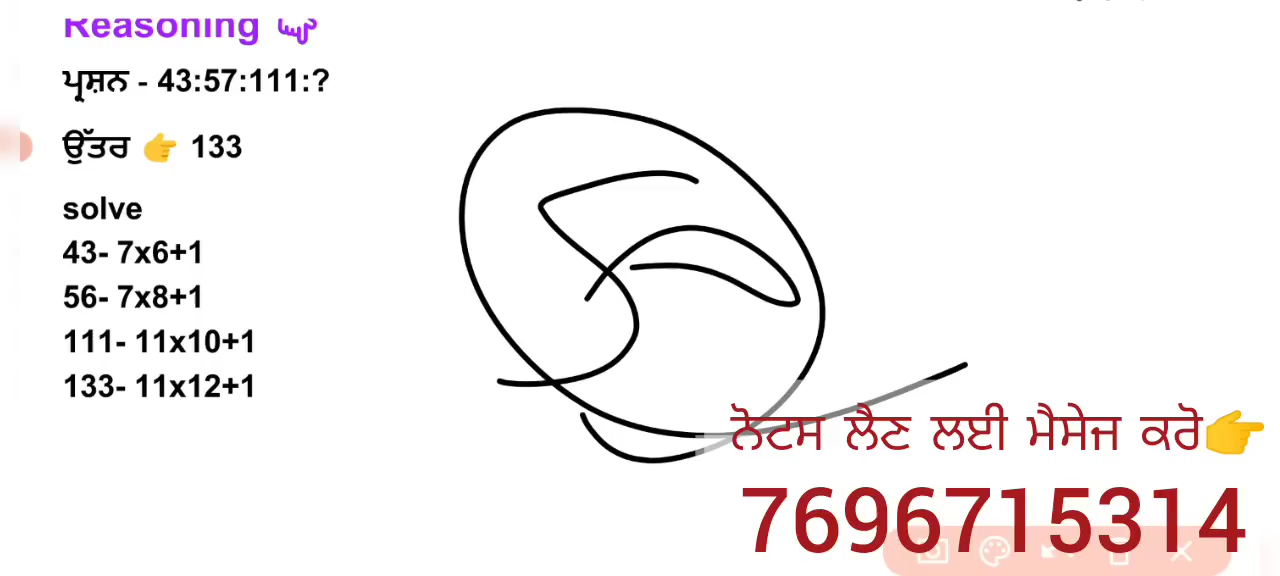 Reasoning
ਪ੍ਰਸ਼ਨ - 43:57:111:?
ਉੱਤਰ 👉 133
solve
43- 7x6+1
56- 7x8+1
111- 11x10+1
133- 11x12+1
ਨੋਟਸ ਲੈਣ ਲਈ ਮੈਸੇਜ ਕਰੋ👉
7696715314